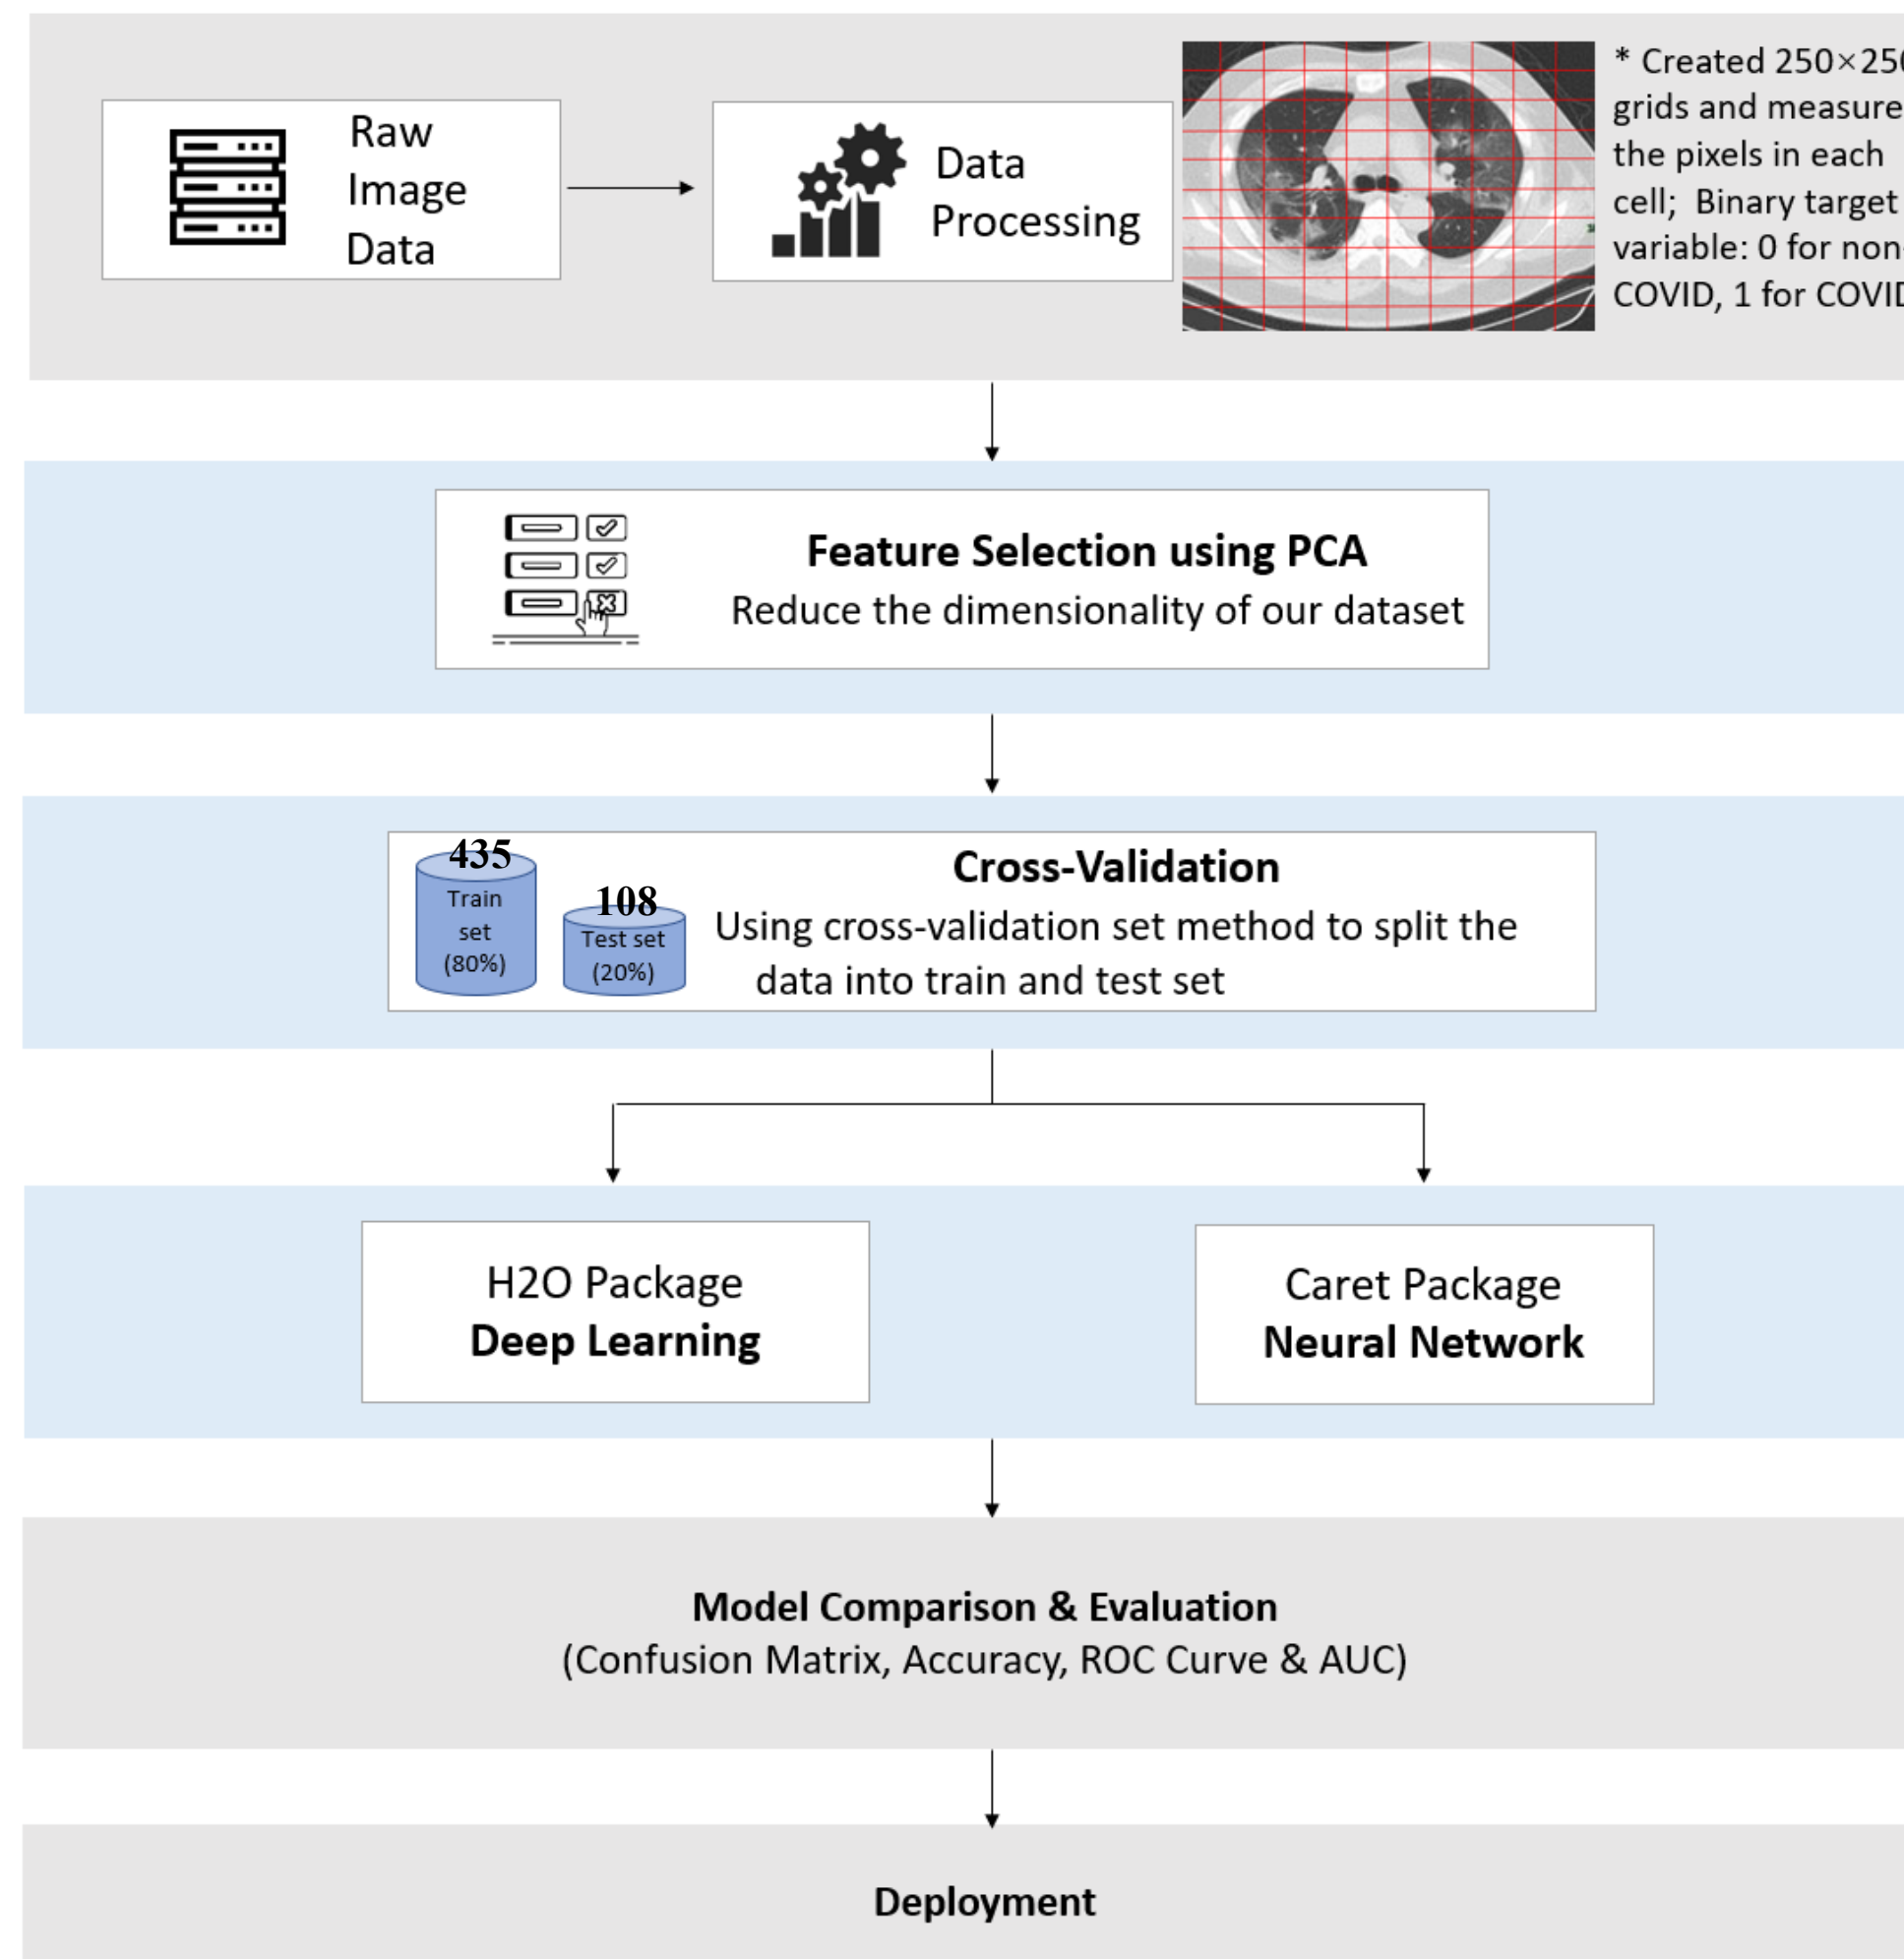 Raw
Image
Data
Data
Processing
* Created 250×250
grids and measure
the pixels in each
cell;  Binary target
variable: 0 for non-
COVID, 1 for COVID
Feature Selection using PCA
Reduce the dimensionality of our dataset
435
Train
set
(80%)
108
Test set
(20%)
Cross-Validation
Using cross-validation set method to split the
data into train and test set
H2O Package
Deep Learning
Caret Package
Neural Network
Model Comparison & Evaluation
(Confusion Matrix, Accuracy, ROC Curve & AUC)
Deployment